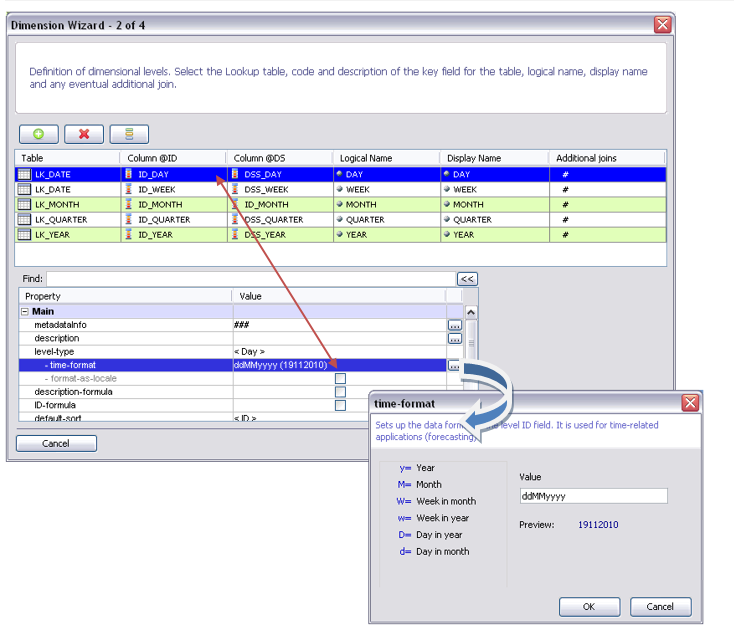 Dimension Wizard - 2 of 4
Definition of dimensional levels. Select the Lookup table, code and description of the key field for the table, logical name, display name
and any eventual additional join.
Table Column @ID Column @DS Logical Name Display Name Additional joins
LK_DATE ID_DAY DSS_DAY DAY DAY #
LK_DATE ID_WEEK DSS_WEEK WEEK WEEK #
LK_MONTH ID_MONTH ID_MONTH MONTH MONTH #
LK_QUARTER ID_QUARTER DSS_QUARTER QUARTER QUARTER #
LK_YEAR ID_YEAR DSS_YEAR YEAR YEAR #
Find: <<
Property Value
Main
metadataInfo ### ...
description ...
level-type < Day >
- time-format ddMMyyyy (19112010) ...
- format-as-locale
description-formula
ID-formula
default-sort < ID >
Cancel
time-format
Sets up the data form level ID field. It is used for time-related
applications (forecasting)
y= Year
M= Month
W= Week in month
w= Week in year
D= Day in year
d= Day in month
Value
ddMMyyyy
Preview: 19112010
OK Cancel